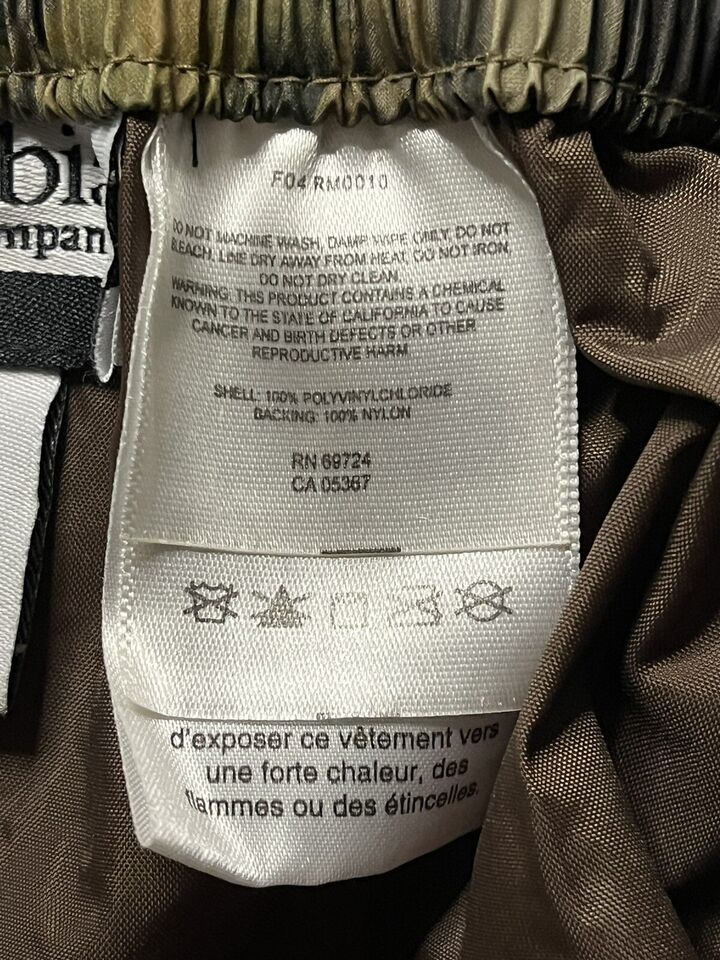 bi
mpan
F04 RM0010
DO NOT MACHINE WASH, DAMP WIPE ONLY. DO NOT
BLEACH. LINE DRY AWAY FROM HEAT. DO NOT IRON.
DO NOT DRY CLEAN.
WARNING: THIS PRODUCT CONTAINS A CHEMICAL
KNOWN TO THE STATE OF CALIFORNIA TO CAUSE
CANCER AND BIRTH DEFECTS OR OTHER
REPRODUCTIVE HARM
SHELL: 100% POLYVINYLCHLORIDE
BACKING: 100% NYLON
RN 69724
CA 05367
d'exposer ce vêtement vers
une forte chaleur, des
flammes ou des étincelles.